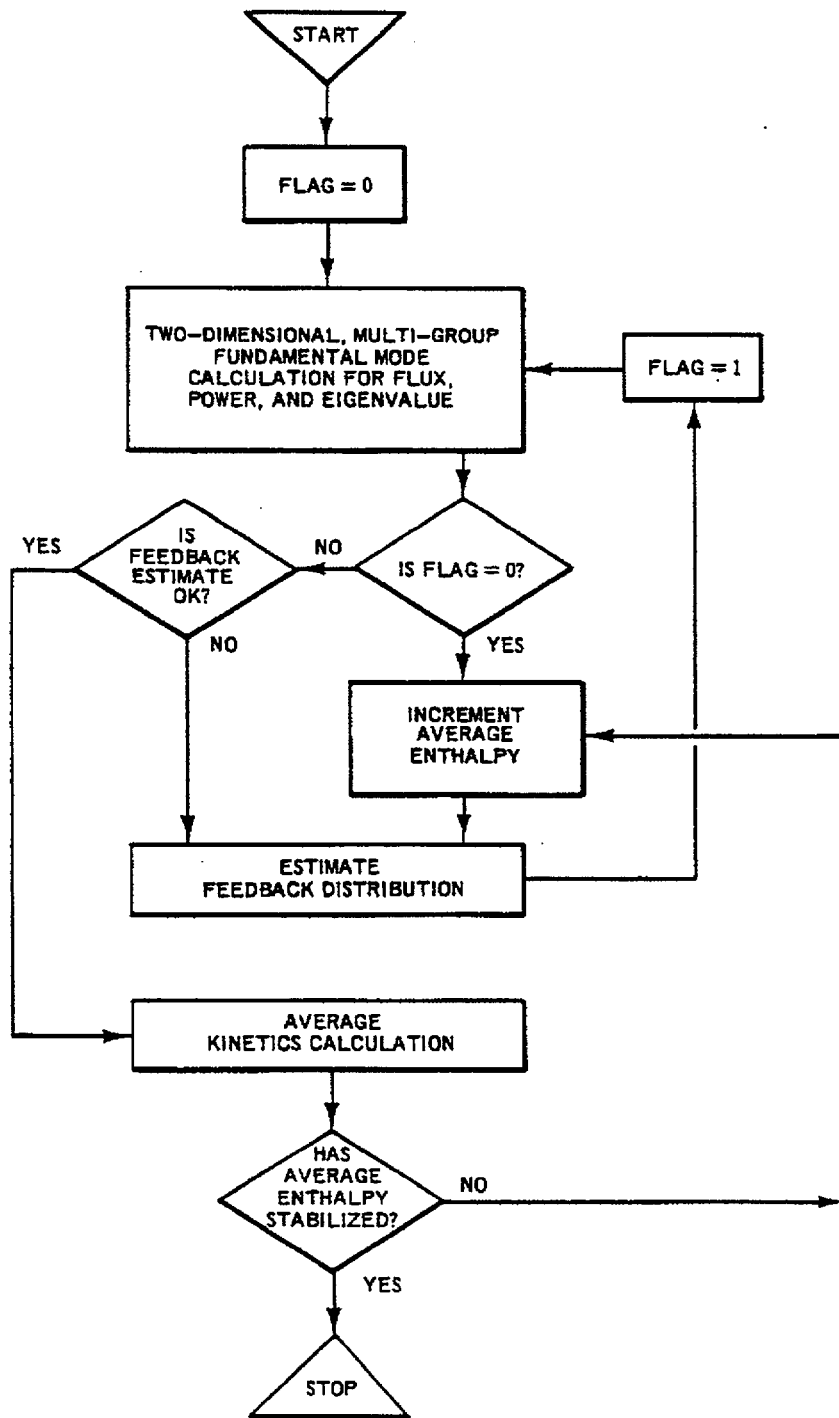 START
FLAG = 0
TWO-DIMENSIONAL, MULTI-GROUP
FUNDAMENTAL MODE
CALCULATION FOR FLUX,
POWER, AND EIGENVALUE
FLAG = 1
YES
IS
FEEDBACK
ESTIMATE
OK?
NO
IS FLAG = 0?
NO
YES
INCREMENT
AVERAGE
ENTHALPY
ESTIMATE
FEEDBACK DISTRIBUTION
AVERAGE
KINETICS CALCULATION
HAS
AVERAGE
ENTHALPY
STABILIZED?
NO
YES
STOP